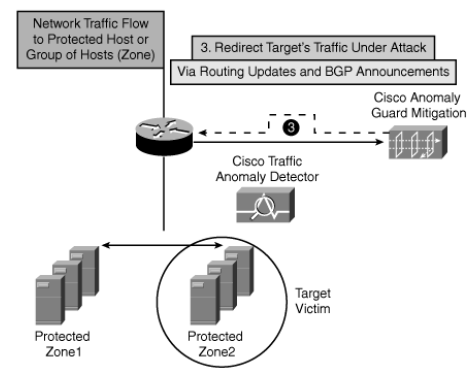 Network Traffic Flow
to Protected Host or
Group of Hosts (Zone)
3. Redirect Target's Traffic Under Attack
Via Routing Updates and BGP Announcements
Cisco Anomaly
Guard Mitigation
3
Cisco Traffic
Anomaly Detector
Target
Victim
Protected
Zone1
Protected
Zone2